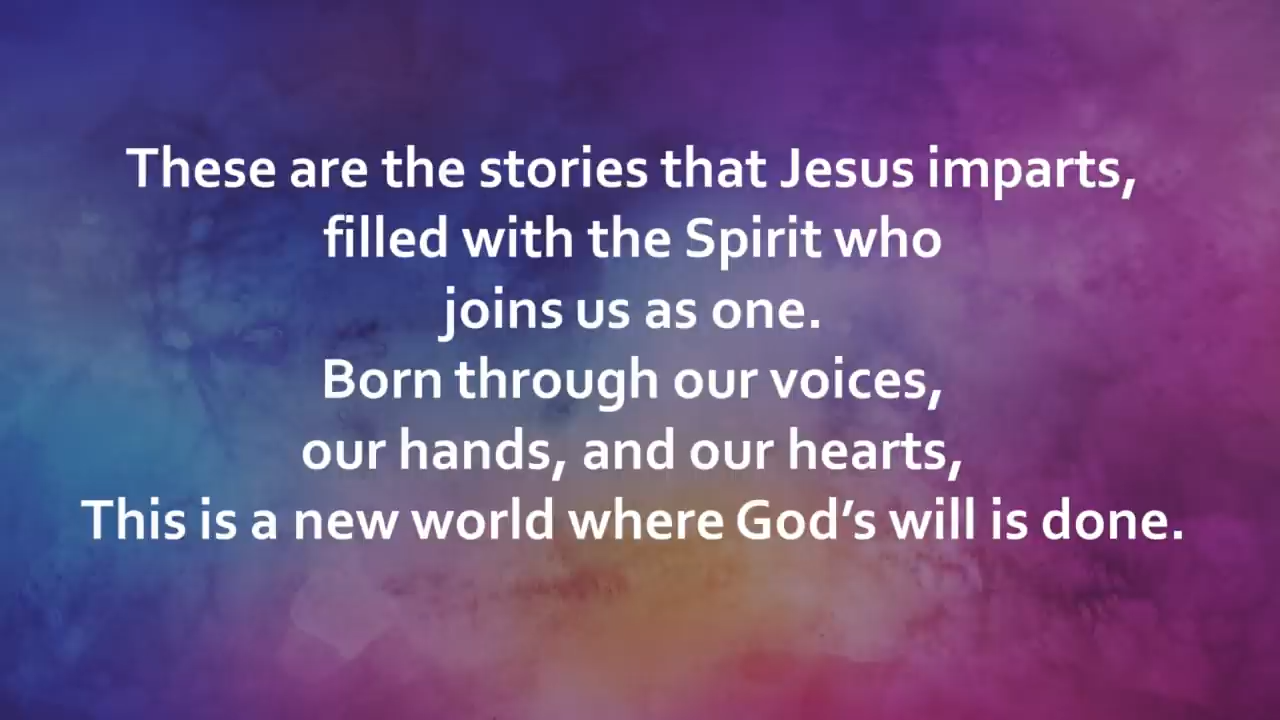 These are the stories that Jesus imparts,
filled with the Spirit who
joins us as one.
Born through our voices,
our hands, and our hearts,
This is a new world where God’s will is done.